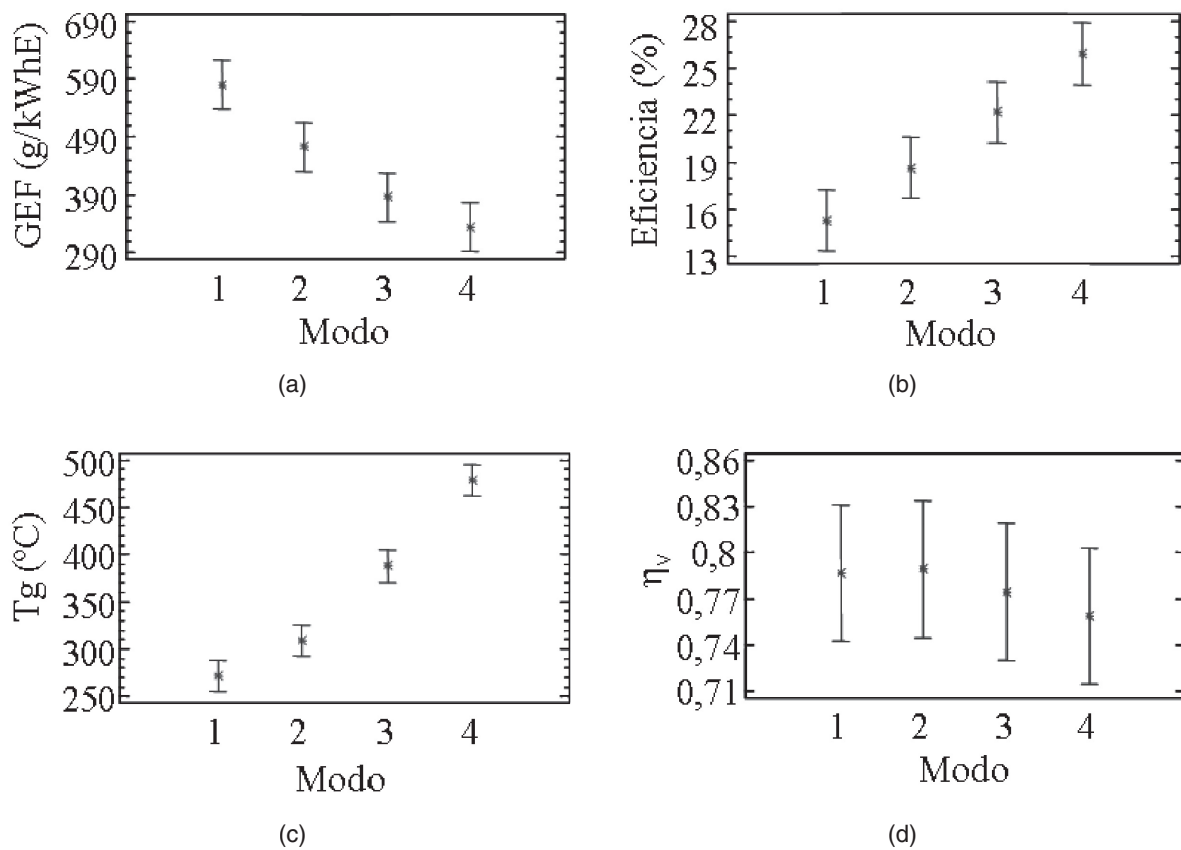 GEF (g/kWhE)
690
590
490
390
290
1 2 3 4
Modo
(a)
Eficiencia (%)
28
25
22
19
16
13
1 2 3 4
Modo
(b)
Tg (°C)
500
450
400
350
300
250
1 2 3 4
Modo
(c)
ηv
0,86
0,83
0,8
0,77
0,74
0,71
1 2 3 4
Modo
(d)